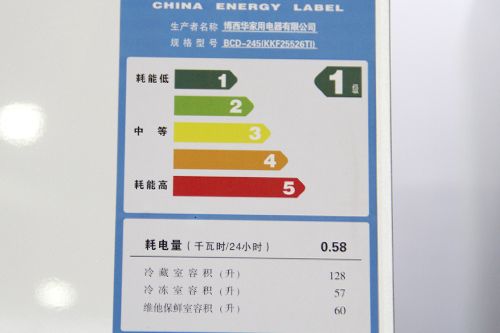 CHINA ENERGY LABEL
生产者名称 博西华家用电器有限公司
规格型号 BCD-245(KKF25526TI)
耗能低 1 1级
2
中等 3
4
耗能高 5
耗电量（千瓦时/24小时） 0.58
冷藏室容积（升） 128
冷冻室容积（升） 57
维他保鲜室容积（升） 60